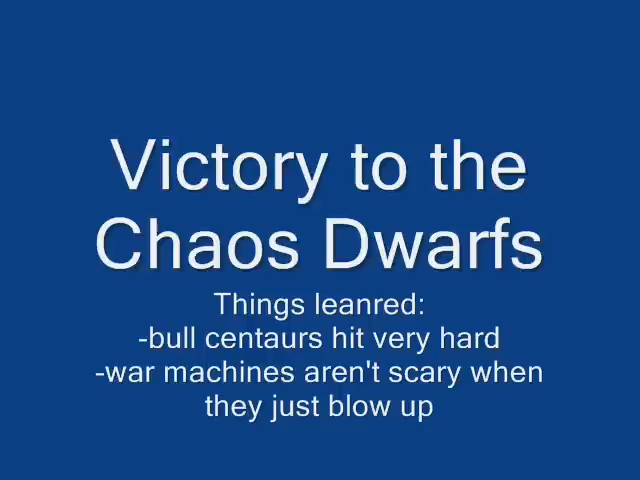 Victory to the
Chaos Dwarfs
Things leanred:
-bull centaurs hit very hard
-war machines aren't scary when
they just blow up